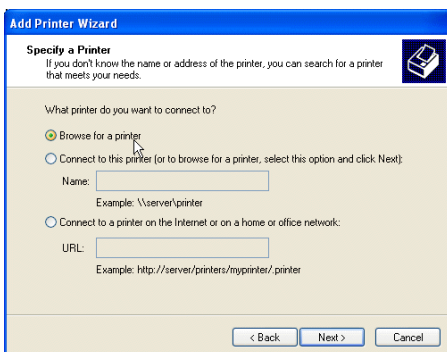 Add Printer Wizard
Specify a Printer
If you don't know the name or address of the printer, you can search for a printer
that meets your needs.
What printer do you want to connect to?
Browse for a printer
Connect to this printer (or to browse for a printer, select this option and click Next):
Name:
Example: \\server\printer
Connect to a printer on the Internet or on a home or office network:
URL:
Example: http://server/printers/myprinter/.printer
< Back Next > Cancel